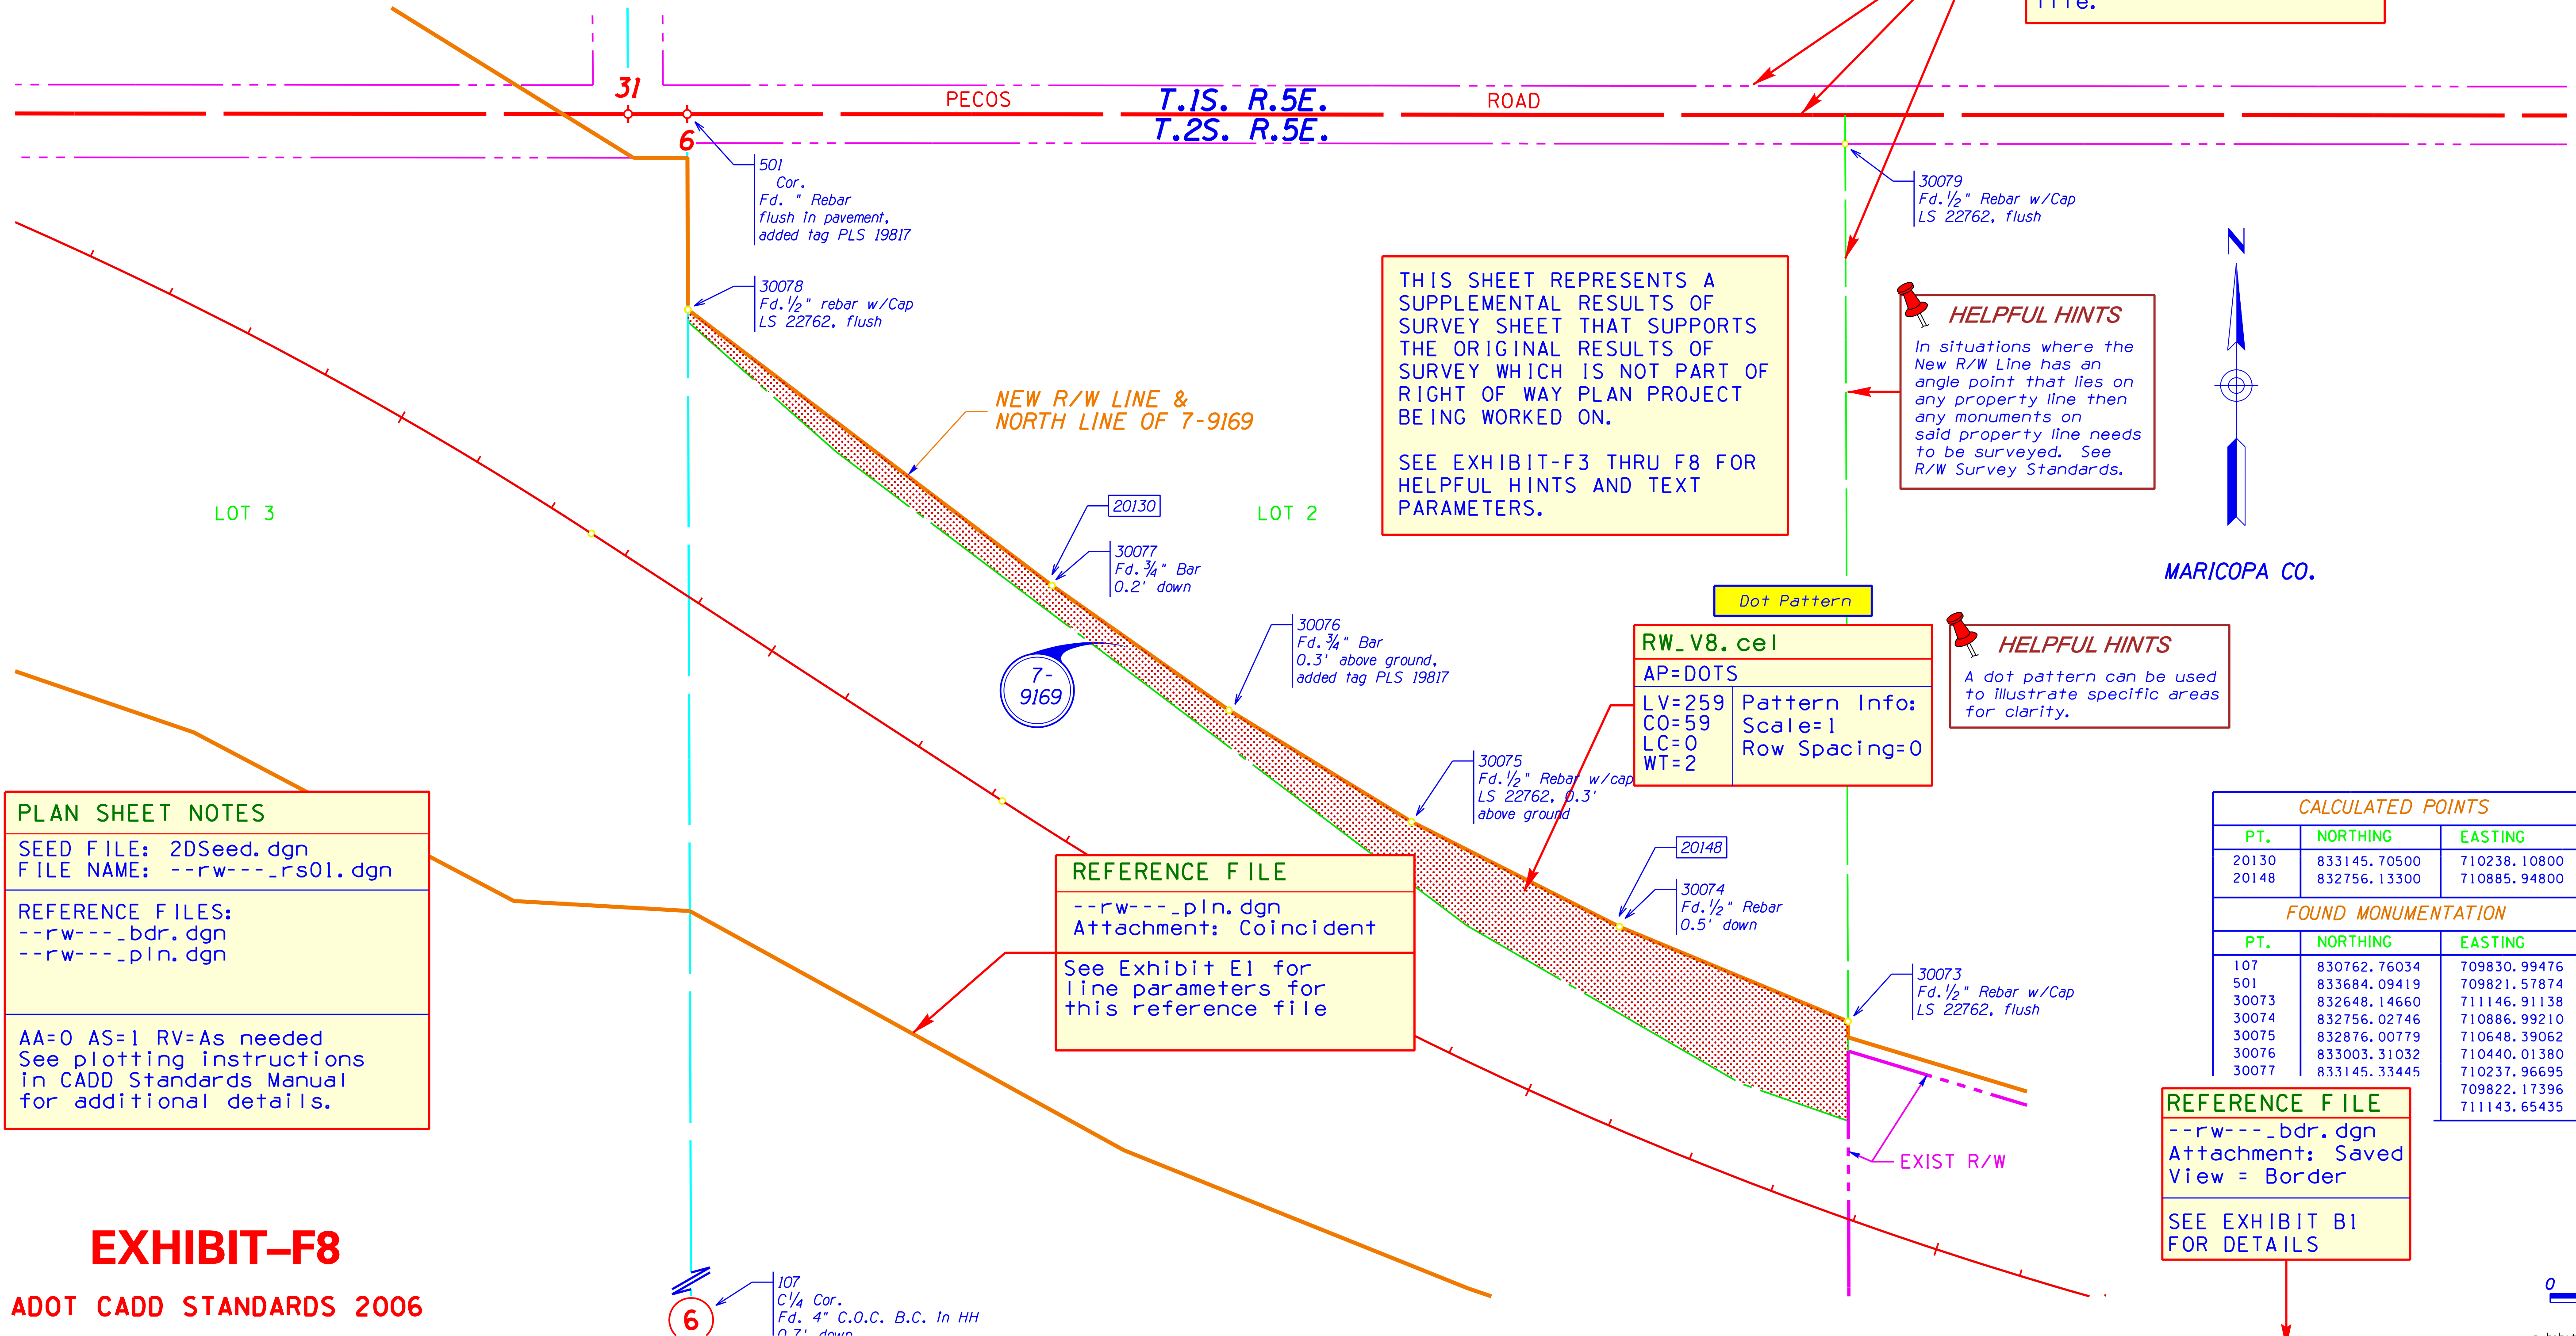 file.
31
PECOS
T.1S. R.5E.
ROAD
T.2S. R.5E.
6
501
Cor.
Fd. " Rebar
flush in pavement,
added tag PLS 19817
30079
Fd. 1/2" Rebar w/Cap
LS 22762, flush
N
30078
Fd. 1/2" rebar w/Cap
LS 22762, flush
THIS SHEET REPRESENTS A
SUPPLEMENTAL RESULTS OF
SURVEY SHEET THAT SUPPORTS
THE ORIGINAL RESULTS OF
SURVEY WHICH IS NOT PART OF
RIGHT OF WAY PLAN PROJECT
BEING WORKED ON.
SEE EXHIBIT-F3 THRU F8 FOR
HELPFUL HINTS AND TEXT
PARAMETERS.
HELPFUL HINTS
In situations where the
New R/W Line has an
angle point that lies on
any property line then
any monuments on
said property line needs
to be surveyed. See
R/W Survey Standards.
NEW R/W LINE &
NORTH LINE OF 7-9169
LOT 3
20130
LOT 2
30077
Fd. 3/4" Bar
0.2' down
MARICOPA CO.
Dot Pattern
30076
Fd. 3/4" Bar
0.3' above ground,
added tag PLS 19817
7-
9169
RW_V8.cel
AP=DOTS
LV=259
CO=59
LC=0
WT=2
Pattern Info:
Scale=1
Row Spacing=0
HELPFUL HINTS
A dot pattern can be used
to illustrate specific areas
for clarity.
30075
Fd. 1/2" Rebar w/cap
LS 22762, 0.3'
above ground
PLAN SHEET NOTES
SEED FILE: 2DSeed.dgn
FILE NAME: --rw---_rs01.dgn
REFERENCE FILES:
--rw---_bdr.dgn
--rw---_pln.dgn
AA=0 AS=1 RV=As needed
See plotting instructions
in CADD Standards Manual
for additional details.
REFERENCE FILE
--rw---_pln.dgn
Attachment: Coincident
See Exhibit E1 for
line parameters for
this reference file
20148
30074
Fd. 1/2" Rebar
0.5' down
30073
Fd. 1/2" Rebar w/Cap
LS 22762, flush
CALCULATED POINTS
PT. NORTHING EASTING
20130 833145.70500 710238.10800
20148 832756.13300 710885.94800
FOUND MONUMENTATION
PT. NORTHING EASTING
107 830762.76034 709830.99476
501 833684.09419 709821.57874
30073 832648.14660 711146.91138
30074 832756.02746 710886.99210
30075 832876.00779 710648.39062
30076 833003.31032 710440.01380
30077 833145.33445 710237.96695
709822.17396
711143.65435
REFERENCE FILE
--rw---_bdr.dgn
Attachment: Saved
View = Border
SEE EXHIBIT B1
FOR DETAILS
EXIST R/W
EXHIBIT–F8
ADOT CADD STANDARDS 2006
6
107
C1/4 Cor.
Fd. 4" C.O.C. B.C. in HH
0.7' down
0